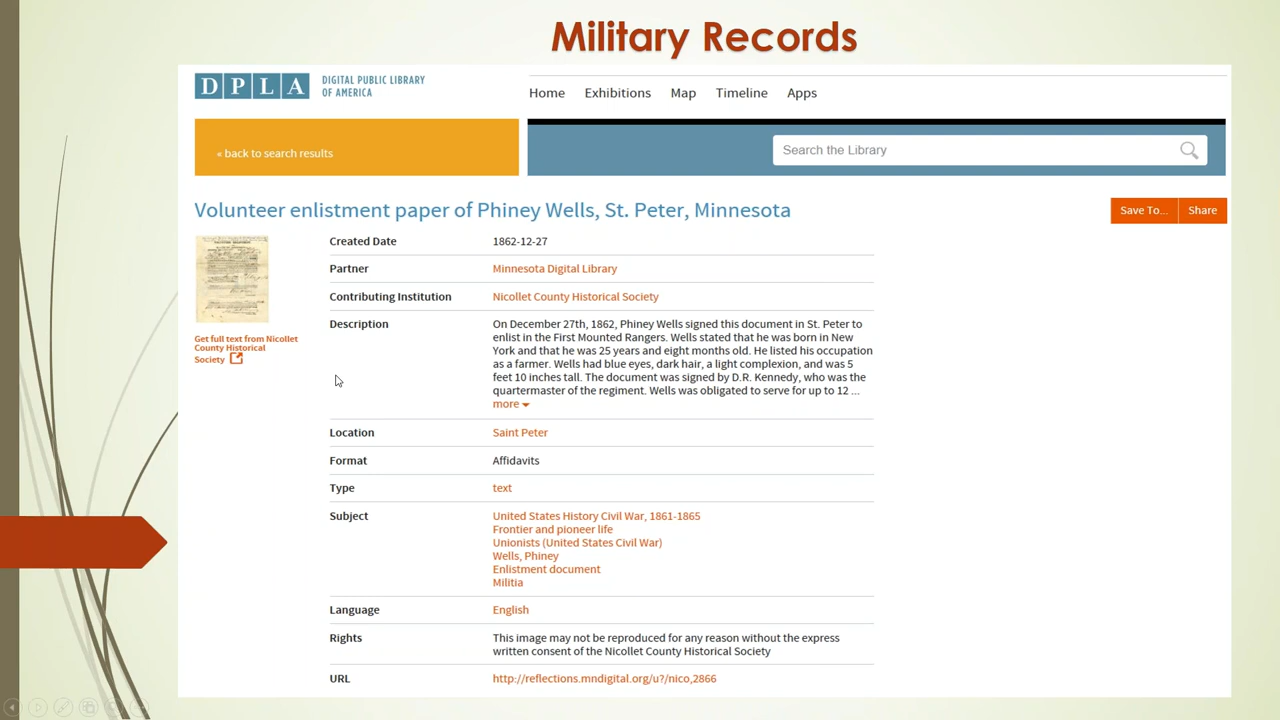 Military Records
DPLA DIGITAL PUBLIC LIBRARY
OF AMERICA
Home Exhibitions Map Timeline Apps
« back to search results
Search the Library
Volunteer enlistment paper of Phiney Wells, St. Peter, Minnesota
Save To... Share
Get full text from Nicollet
County Historical
Society
Created Date 1862-12-27
Partner Minnesota Digital Library
Contributing Institution Nicollet County Historical Society
Description On December 27th, 1862, Phiney Wells signed this document in St. Peter to
enlist in the First Mounted Rangers. Wells stated that he was born in New
York and that he was 25 years and eight months old. He listed his occupation
as a farmer. Wells had blue eyes, dark hair, a light complexion, and was 5
feet 10 inches tall. The document was signed by D.R. Kennedy, who was the
quartermaster of the regiment. Wells was obligated to serve for up to 12 ...
more
Location Saint Peter
Format Affidavits
Type text
Subject United States History Civil War, 1861-1865
Frontier and pioneer life
Unionists (United States Civil War)
Wells, Phiney
Enlistment document
Militia
Language English
Rights This image may not be reproduced for any reason without the express
written consent of the Nicollet County Historical Society
URL http://reflections.mndigital.org/u?/nico,2866